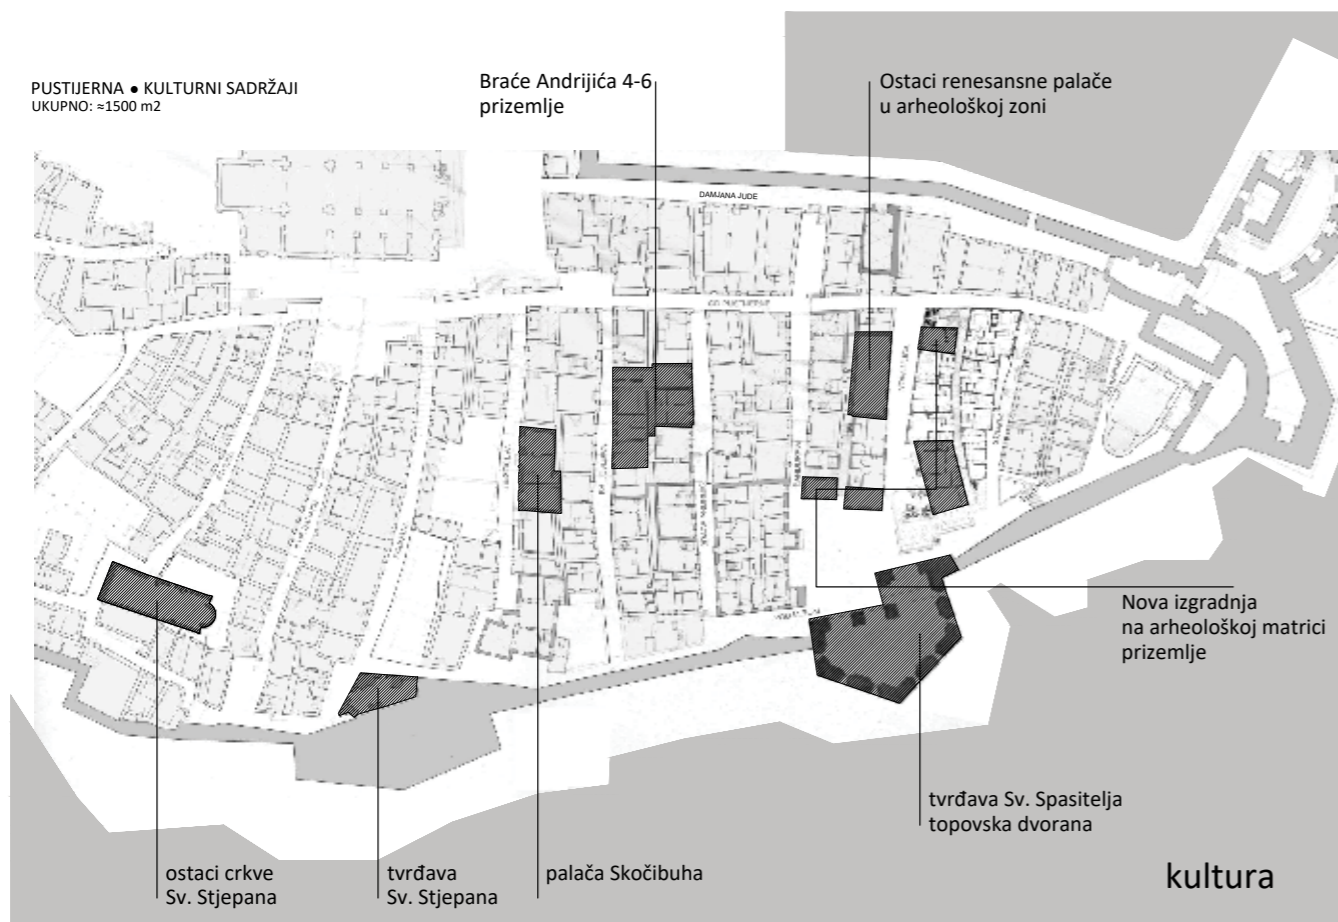 PUSTIJERNA ● KULTURNI SADRŽAJI
UKUPNO: ≈1500 m2
Braće Andrijića 4-6
prizemlje
Ostaci renesansne palače
u arheološkoj zoni
DAMJANA JUDE
Nova izgradnja
na arheološkoj matrici
prizemlje
tvrđava Sv. Spasitelja
topovska dvorana
ostaci crkve
Sv. Stjepana
tvrđava
Sv. Stjepana
palača Skočibuha
kultura